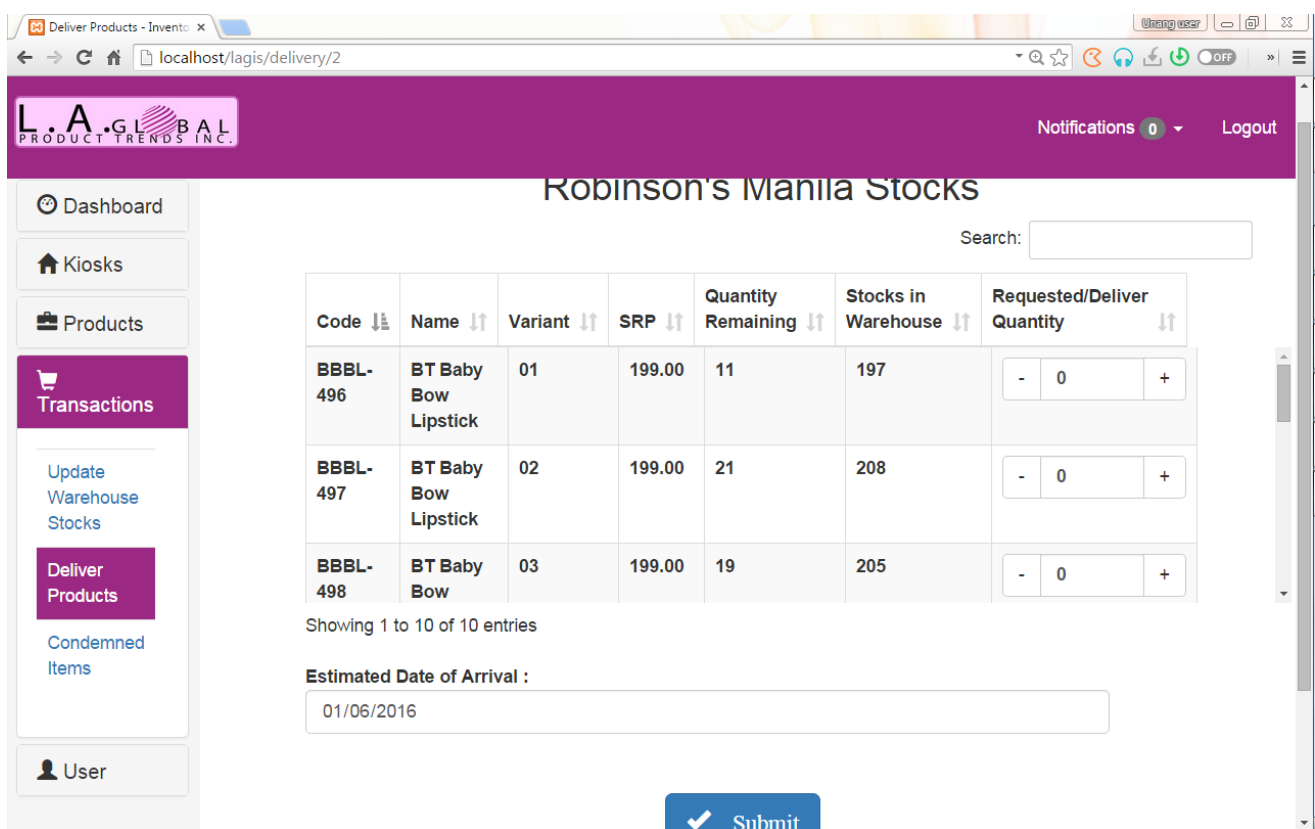 Deliver Products - Invento
Unang user
localhost/lagis/delivery/2
OFF
L.A.GLOBAL
PRODUCT TRENDS INC.
Notifications 0
Logout
Dashboard
Kiosks
Products
Transactions
Update
Warehouse
Stocks
Deliver
Products
Condemned
Items
User
Robinson's Manila Stocks
Search:
Code Name Variant SRP Quantity Remaining Stocks in Warehouse Requested/Deliver Quantity
BBBL-496 BT Baby Bow Lipstick 01 199.00 11 197 - 0 +
BBBL-497 BT Baby Bow Lipstick 02 199.00 21 208 - 0 +
BBBL-498 BT Baby Bow 03 199.00 19 205 - 0 +
Showing 1 to 10 of 10 entries
Estimated Date of Arrival :
01/06/2016
Submit